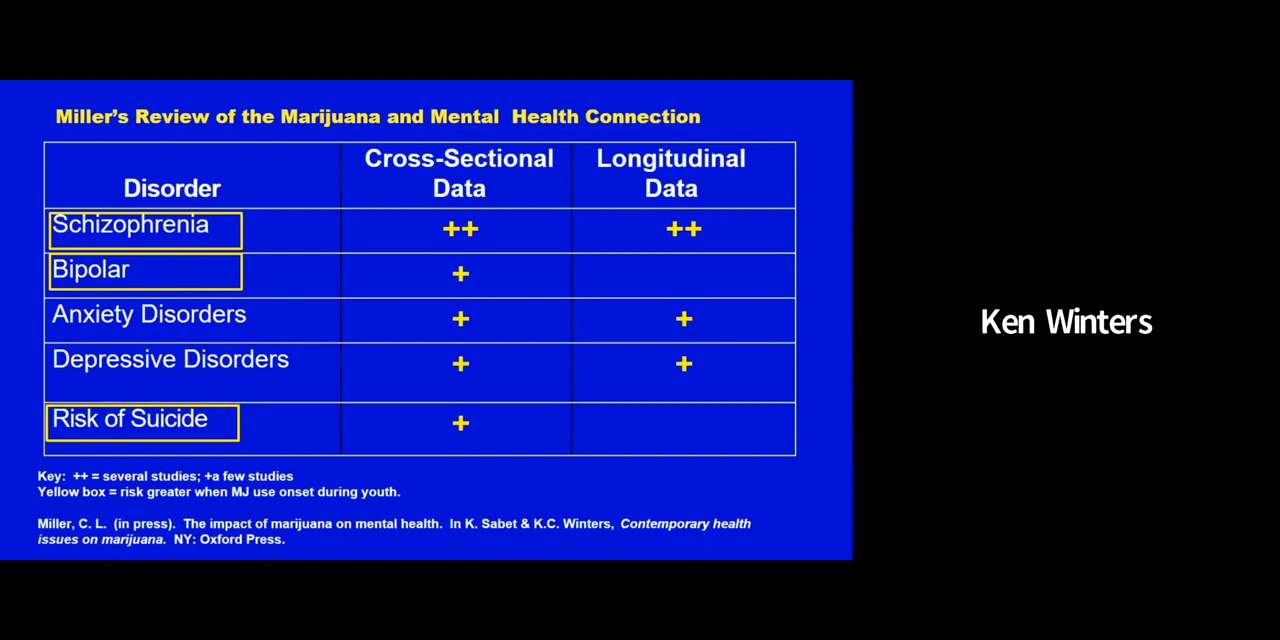 Miller's Review of the Marijuana and Mental Health Connection
Disorder
Cross-Sectional
Data
Longitudinal
Data
Schizophrenia ++ ++
Bipolar +
Anxiety Disorders + +
Depressive Disorders + +
Risk of Suicide +
Key: ++ = several studies; +a few studies
Yellow box = risk greater when MJ use onset during youth.
Miller, C. L. (in press). The impact of marijuana on mental health. In K. Sabet & K.C. Winters, Contemporary health
issues on marijuana. NY: Oxford Press.
Ken Winters